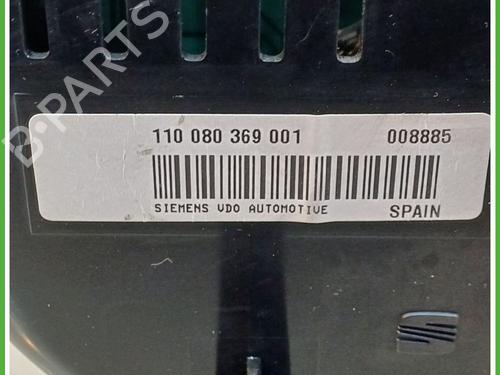 B-PARTS
110 080 369 001 008885
SIEMENS VDO AUTOMOTIVE SPAIN